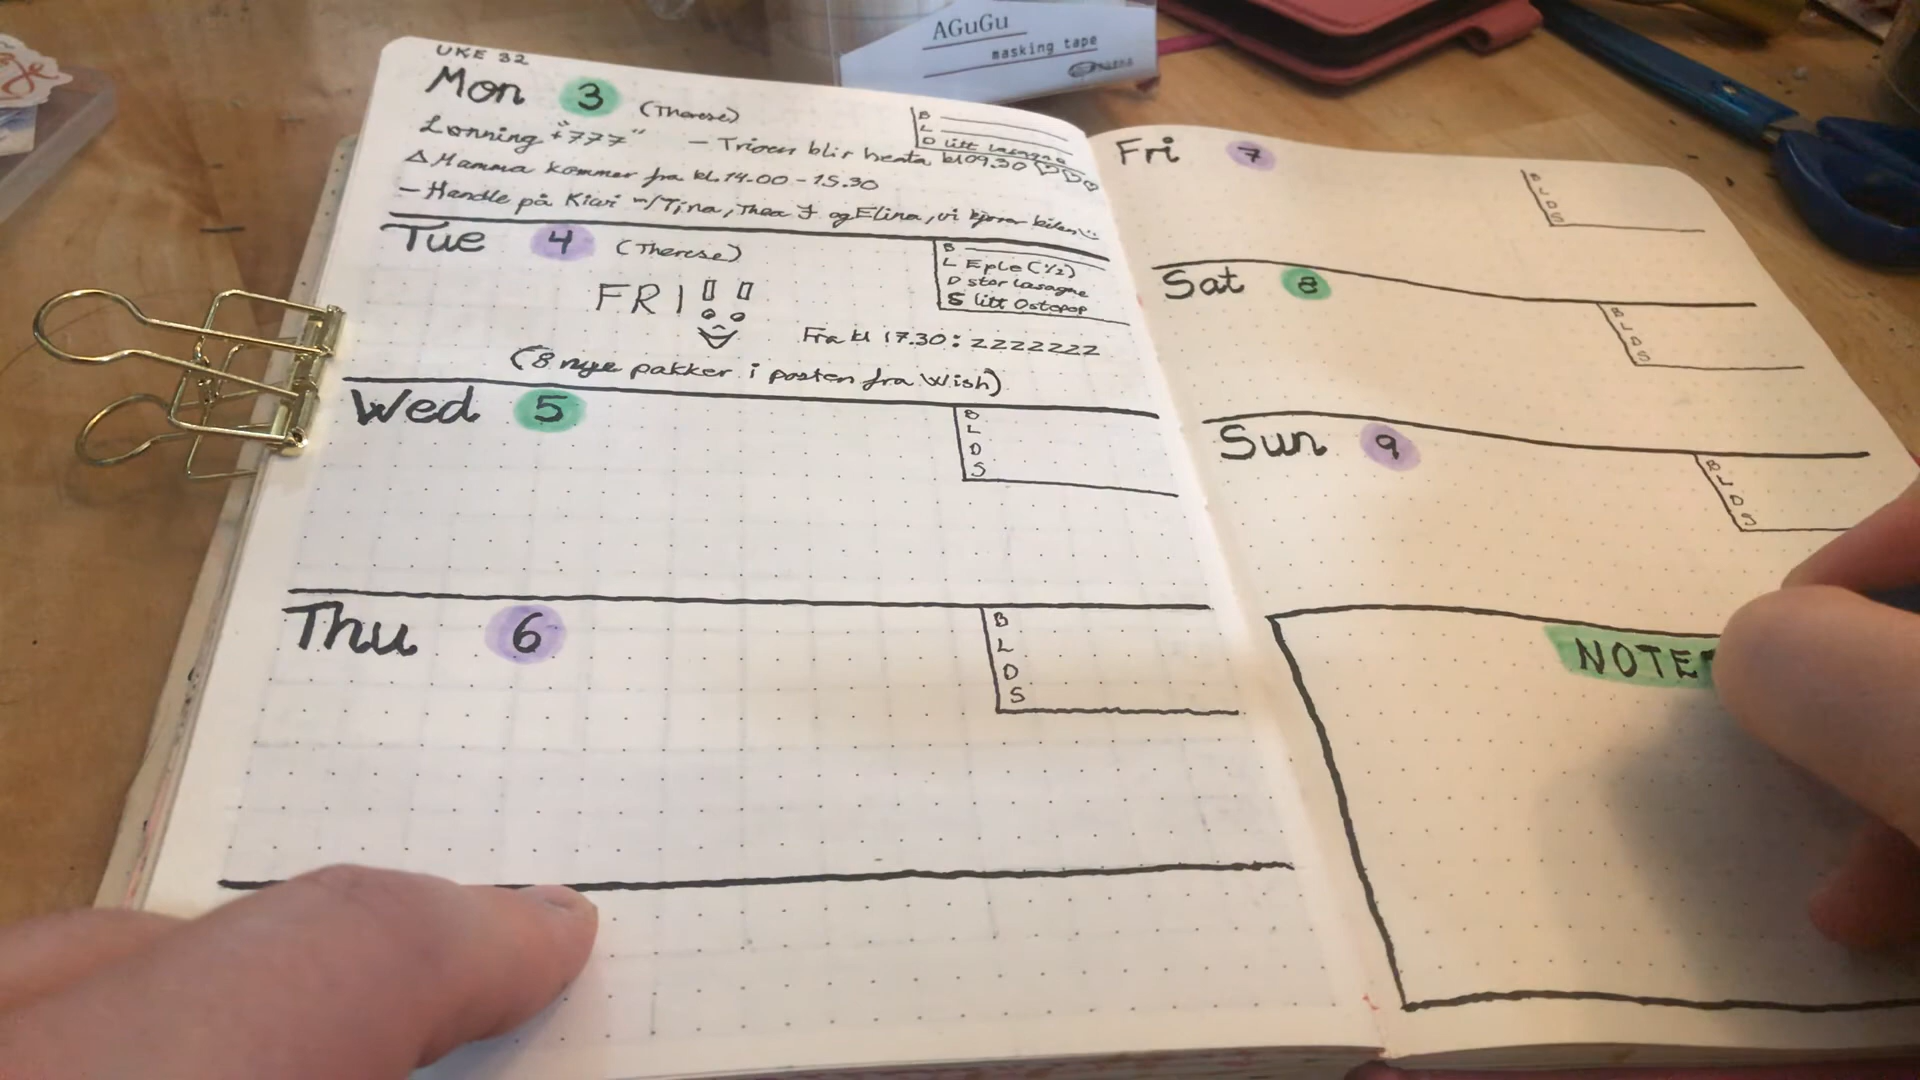 AGuGu
masking tape
UKE 32
Mon 3 (Therese)
Lønning +"777"
- Trioen blir henta kl 09.30
B
L
D litt lasagne
Δ Mamma kommer fra kl. 14.00 - 15.30
- Handle på Kiwi m/Tina, Thea J og Elina, vi kjører bilen
Tue 4 (Therese)
FRI!!
B
L Eple (1/2)
D stor lasagne
S litt Ostepop
Fra kl 17.30: ZZZZZZZ
(8 nye pakker i posten fra Wish)
Wed 5
B
L
D
S
Thu 6
B
L
D
S
Fri 7
B
L
D
S
Sat 8
B
L
D
S
Sun 9
B
L
D
S
NOTE